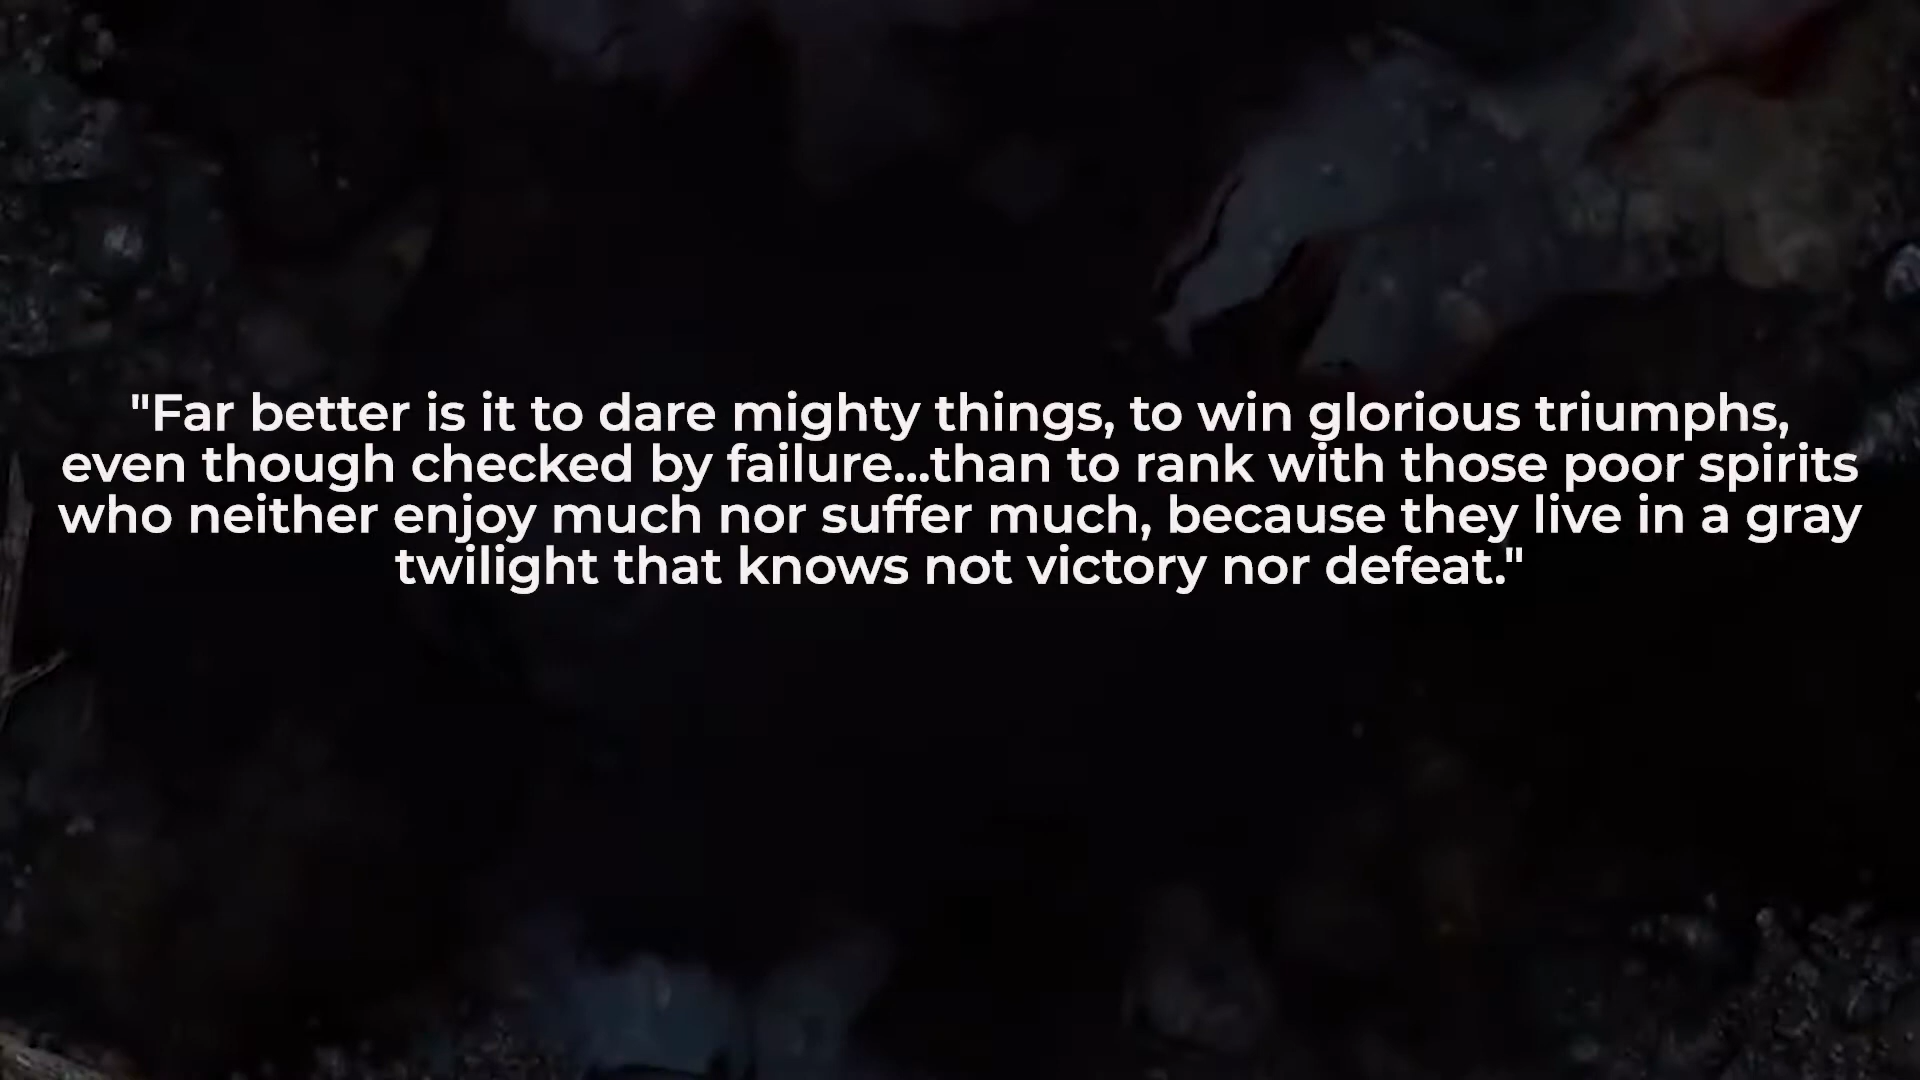 "Far better is it to dare mighty things, to win glorious triumphs,
even though checked by failure...than to rank with those poor spirits
who neither enjoy much nor suffer much, because they live in a gray
twilight that knows not victory nor defeat."